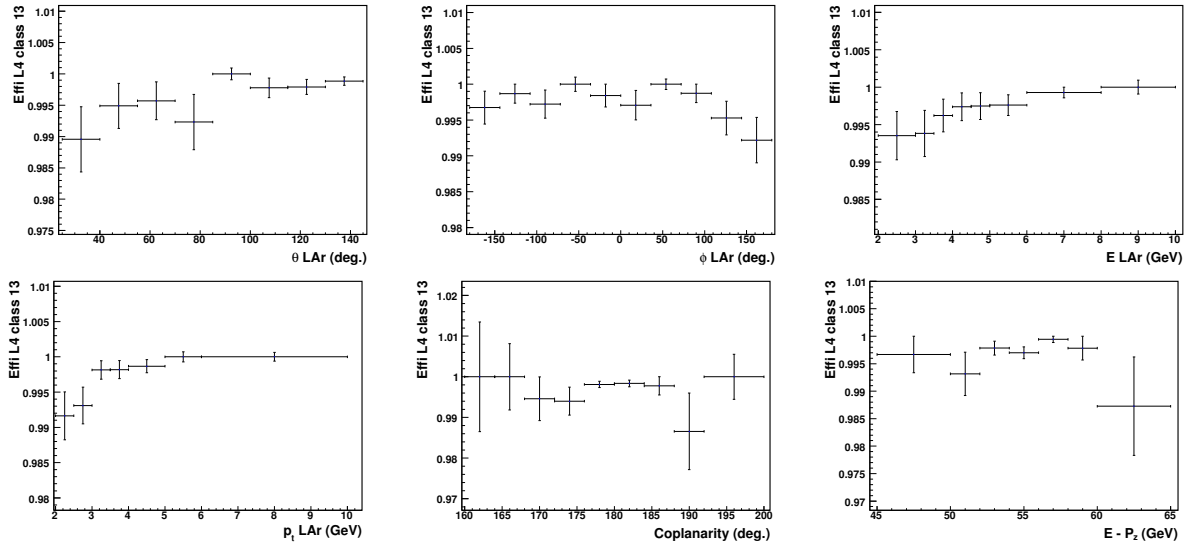 Effi L4 class 13
1.01
1.005
1
0.995
0.99
0.985
0.98
0.975
40 60 80 100 120 140
θ LAr (deg.)
Effi L4 class 13
1.01
1.005
1
0.995
0.99
0.985
0.98
-150 -100 -50 0 50 100 150
ϕ LAr (deg.)
Effi L4 class 13
1.01
1.005
1
0.995
0.99
0.985
2 3 4 5 6 7 8 9 10
E LAr (GeV)
Effi L4 class 13
1.01
1.005
1
0.995
0.99
0.985
0.98
2 3 4 5 6 7 8 9 10
pt LAr (GeV)
Effi L4 class 13
1.02
1.01
1
0.99
0.98
0.97
160 165 170 175 180 185 190 195 200
Coplanarity (deg.)
Effi L4 class 13
1.01
1.005
1
0.995
0.99
0.985
0.98
0.975
0.97
45 50 55 60 65
E - Pz (GeV)